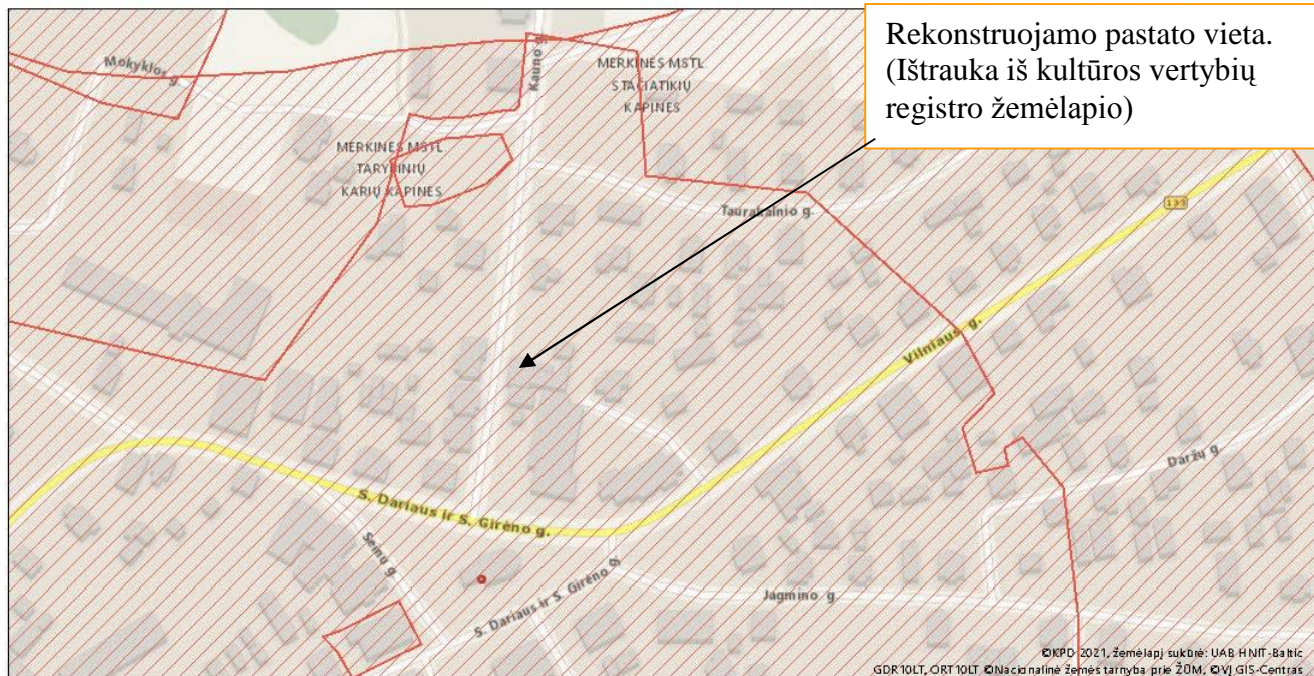 Rekonstruojamo pastato vieta.
(Ištrauka iš kultūros vertybių
registro žemėlapio)
Mokyklos g.
Kauno g.
MERKINĖS MSTL.
STAČIATIKIŲ
KAPINĖS
MERKINĖS MSTL.
TARYBINIŲ
KARIŲ KAPINĖS
Taurakalnio g.
133
Vilniaus g.
Daržų g.
S. Dariaus ir S. Girėno g.
Seinų g.
S. Dariaus ir S. Girėno g.
Jagmino g.
©KPD 2021, žemėlapį sukūrė: UAB HNIT-Baltic
GDR10LT, ORT10LT ©Nacionalinė žemės tarnyba prie ŽŪM, ©VĮ GIS-Centras